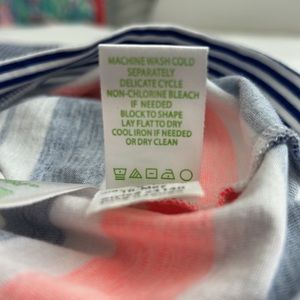 MACHINE WASH COLD
SEPARATELY
DELICATE CYCLE
NON-CHLORINE BLEACH
IF NEEDED
BLOCK TO SHAPE
LAY FLAT TO DRY
COOL IRON IF NEEDED
OR DRY CLEAN